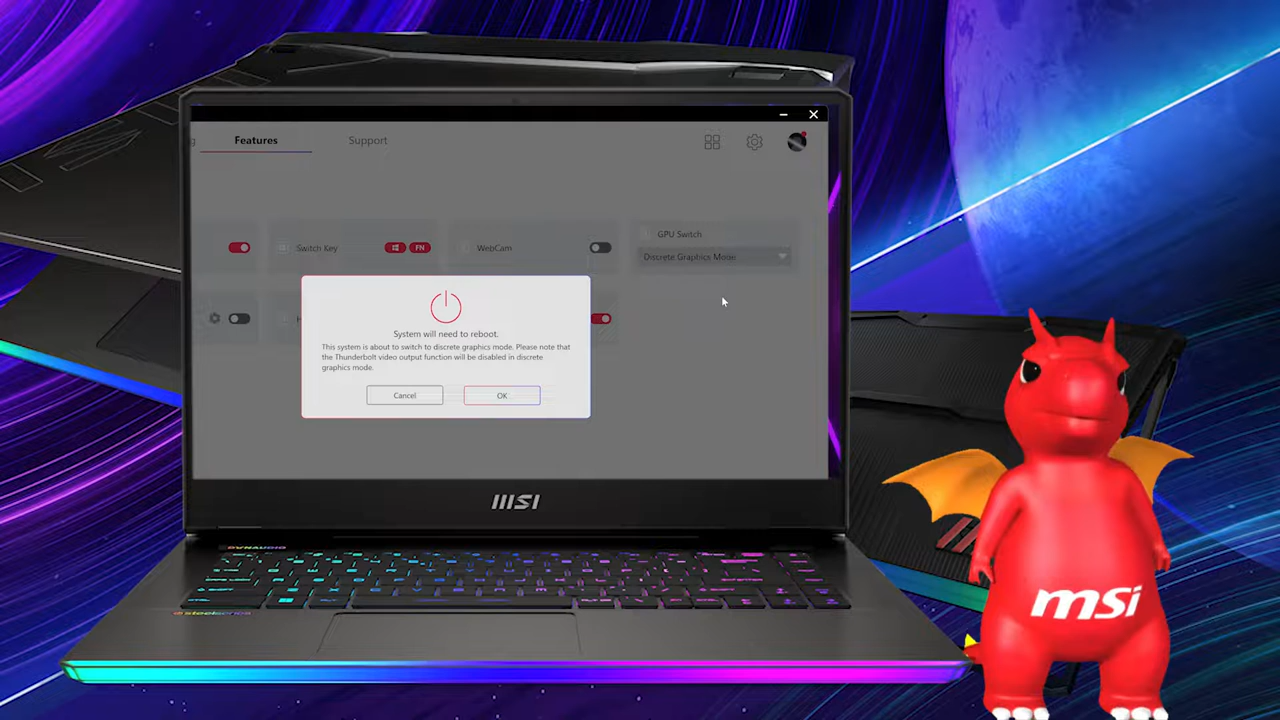 Features
Support
GPU Switch
Switch Key
FN
WebCam
Discrete Graphics Mode
System will need to reboot.
This system is about to switch to discrete graphics mode. Please note that
the Thunderbolt video output function will be disabled in discrete
graphics mode.
Cancel
OK
msi
DYNAUDIO
steelseries
msi